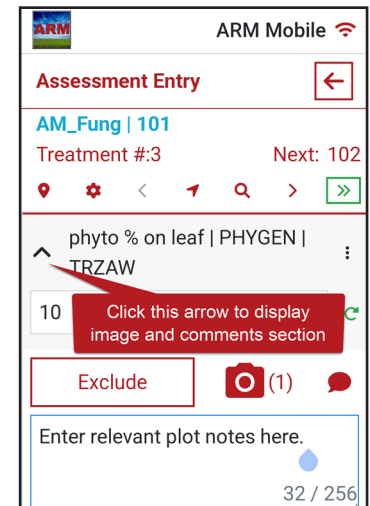 ARM
ARM Mobile
Assessment Entry
AM_Fung | 101
Treatment #:3 Next: 102
phyto % on leaf | PHYGEN |
TRZAW
10
Click this arrow to display
image and comments section
Exclude (1)
Enter relevant plot notes here.
32 / 256